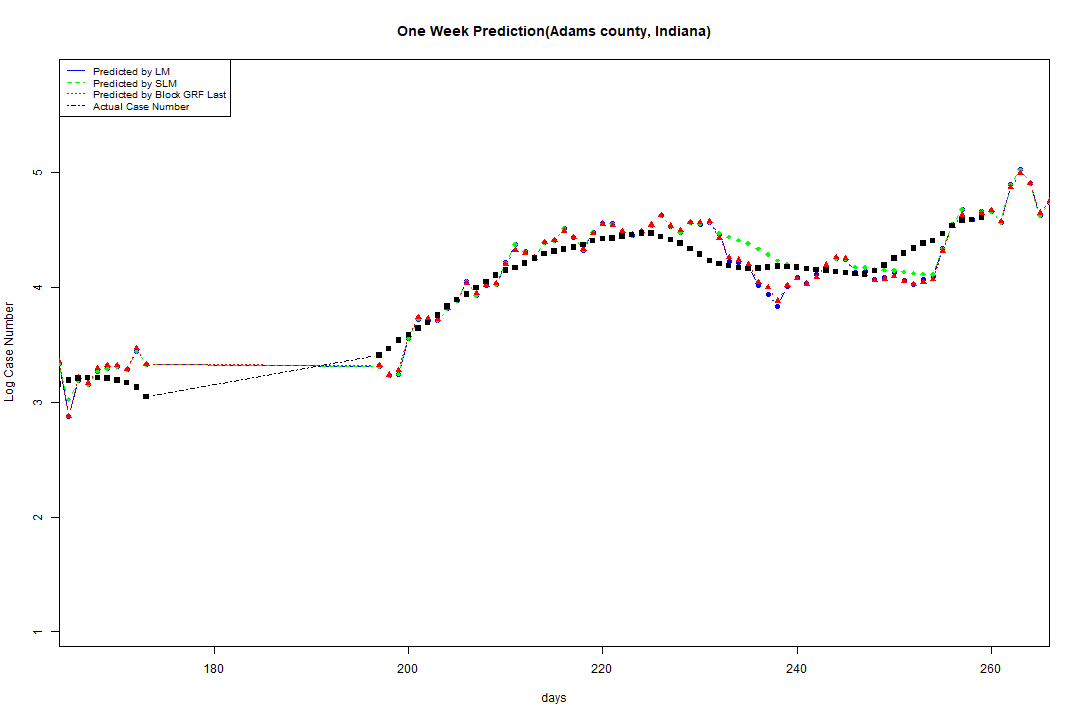 One Week Prediction(Adams county, Indiana)
Predicted by LM
Predicted by SLM
Predicted by Block GRF Last
Actual Case Number
5
4
3
2
1
Log Case Number
180 200 220 240 260
days